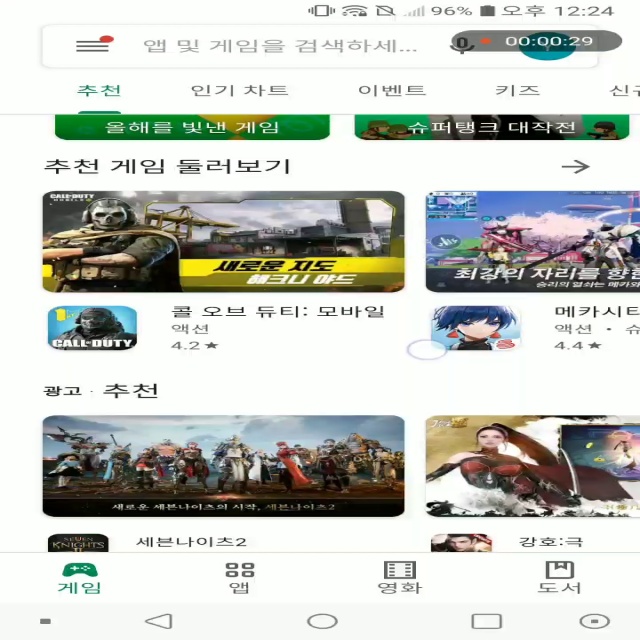 96% 오후 12:24
앱 및 게임을 검색하세...
00:00:29
추천 인기 차트 이벤트 키즈 신규
올해를 빛낸 게임
슈퍼탱크 대작전
추천 게임 둘러보기
CALL OF DUTY
새로운 지도
해크니 야드
최강의 자리를 향한
승리의 열쇠는 메카와
CALL OF DUTY
콜 오브 듀티: 모바일
액션
4.2★
메카시티
액션 · 슈
4.4★
광고 · 추천
새로운 세븐나이츠의 시작, 세븐나이츠2
SEVEN
KNIGHTS
II
세븐나이츠2
강호:극
게임 앱 영화 도서